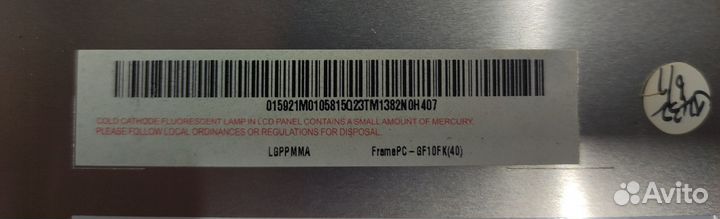 015921M0105815Q23TM1382N0H407
COLD CATHODE FLUORESCENT LAMP IN LCD PANEL CONTAINS A SMALL AMOUNT OF MERCURY.
PLEASE FOLLOW LOCAL ORDINANCES OR REGULATIONS FOR DISPOSAL.
LGPPMMA FramePC-GF10FK(40)
Avito